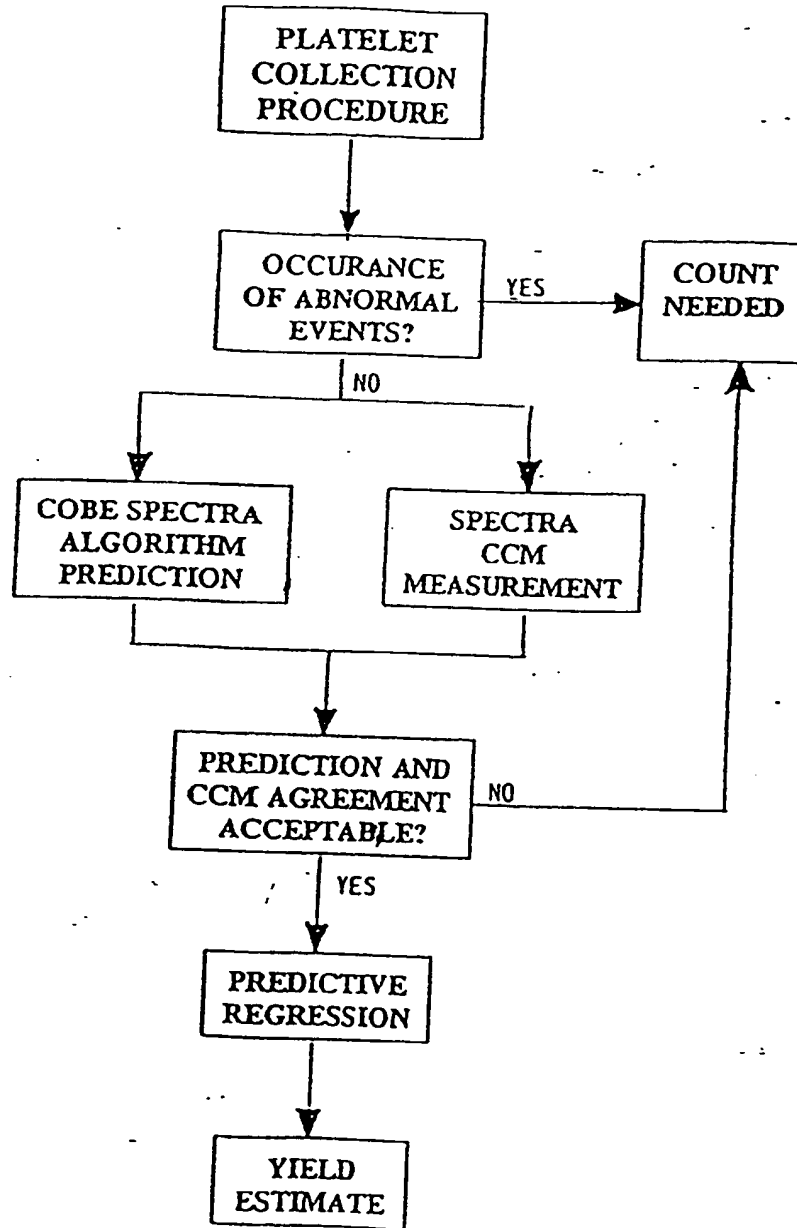 PLATELET
COLLECTION
PROCEDURE
OCCURANCE
OF ABNORMAL
EVENTS?
YES
COUNT
NEEDED
NO
COBE SPECTRA
ALGORITHM
PREDICTION
SPECTRA
CCM
MEASUREMENT
PREDICTION AND
CCM AGREEMENT
ACCEPTABLE?
NO
YES
PREDICTIVE
REGRESSION
YIELD
ESTIMATE